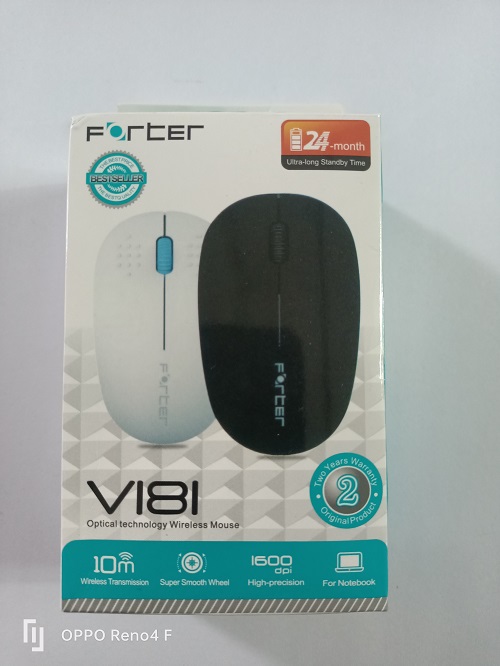 Forter
24-month
Ultra-long Standby Time
BESTSELLER
Forter
Forter
V181
Optical technology Wireless Mouse
Two Years Warranty
2
Original Product
10m
Wireless Transmission
Super Smooth Wheel
1600
dpi
High-precision
For Notebook
OPPO Reno4 F